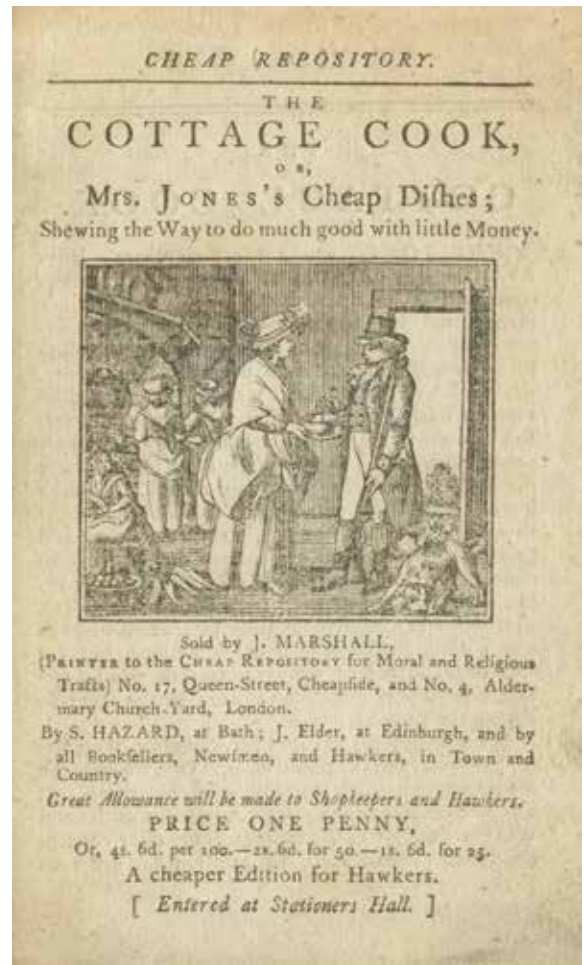 CHEAP REPOSITORY.
THE
COTTAGE COOK,
OR,
Mrs. JONES's Cheap Diſhes;
Shewing the Way to do much good with little Money.
Sold by J. MARSHALL,
(PRINTER to the CHEAP REPOSITORY for Moral and Religious
Tracts) No. 17, Queen-Street, Cheapſide, and No. 4, Alder-
mary Church-Yard, London.
By S. HAZARD, at Bath; J. Elder, at Edinburgh, and by
all Bookſellers, Newſmen, and Hawkers, in Town and
Country.
Great Allowance will be made to Shopkeepers and Hawkers.
PRICE ONE PENNY,
Or, 4s. 6d. per 100.—2s. 6d. for 50.—1s. 6d. for 25.
A cheaper Edition for Hawkers.
[ Entered at Stationers Hall. ]